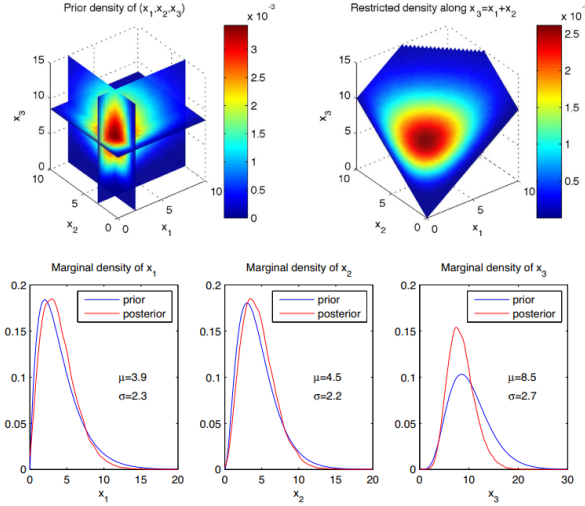 Prior density of (x1,x2,x3)
x 10-3
3.5
3
2.5
2
1.5
1
0.5
0
15
10
5
0
x3
10
5
0
x2
0
5
10
x1
Restricted density along x3=x1+x2
x 10-
2.5
2
1.5
1
0.5
15
10
5
0
x3
10
5
0
x2
0
5
10
x1
Marginal density of x1
0.2
0.15
0.1
0.05
0
prior
posterior
μ=3.9
σ=2.3
0 5 10 15 20
x1
Marginal density of x2
0.2
0.15
0.1
0.05
0
prior
posterior
μ=4.5
σ=2.2
0 5 10 15 20
x2
Marginal density of x3
0.2
0.15
0.1
0.05
0
prior
posterior
μ=8.5
σ=2.7
0 10 20 30
x3